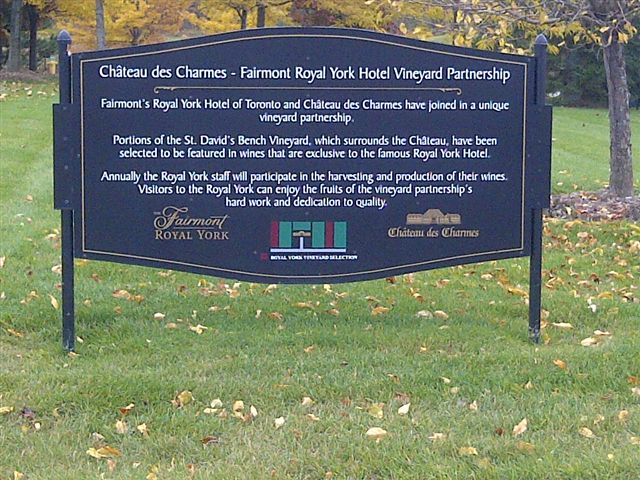 Château des Charmes - Fairmont Royal York Hotel Vineyard Partnership
Fairmont's Royal York Hotel of Toronto and Château des Charmes have joined in a unique
vineyard partnership.
Portions of the St. David's Bench Vineyard, which surrounds the Château, have been
selected to be featured in wines that are exclusive to the famous Royal York Hotel.
Annually the Royal York staff will participate in the harvesting and production of their wines.
Visitors to the Royal York can enjoy the fruits of the vineyard partnership's
hard work and dedication to quality.
THE Fairmont
ROYAL YORK
ROYAL YORK VINEYARD SELECTION
Château des Charmes